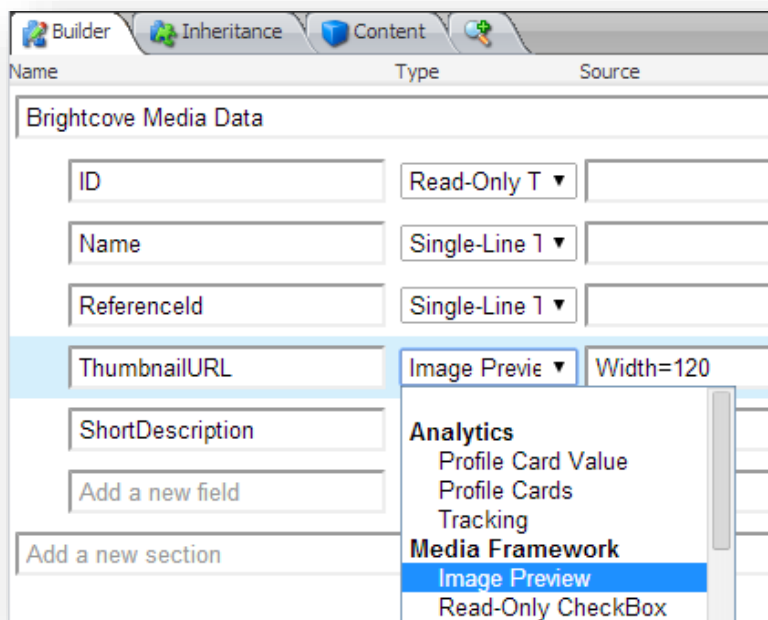 Builder Inheritance Content
Name Type Source
Brightcove Media Data
ID Read-Only T
Name Single-Line T
ReferenceId Single-Line T
ThumbnailURL Image Previe Width=120
ShortDescription
Analytics
Profile Card Value
Add a new field Profile Cards
Tracking
Add a new section Media Framework
Image Preview
Read-Only CheckBox